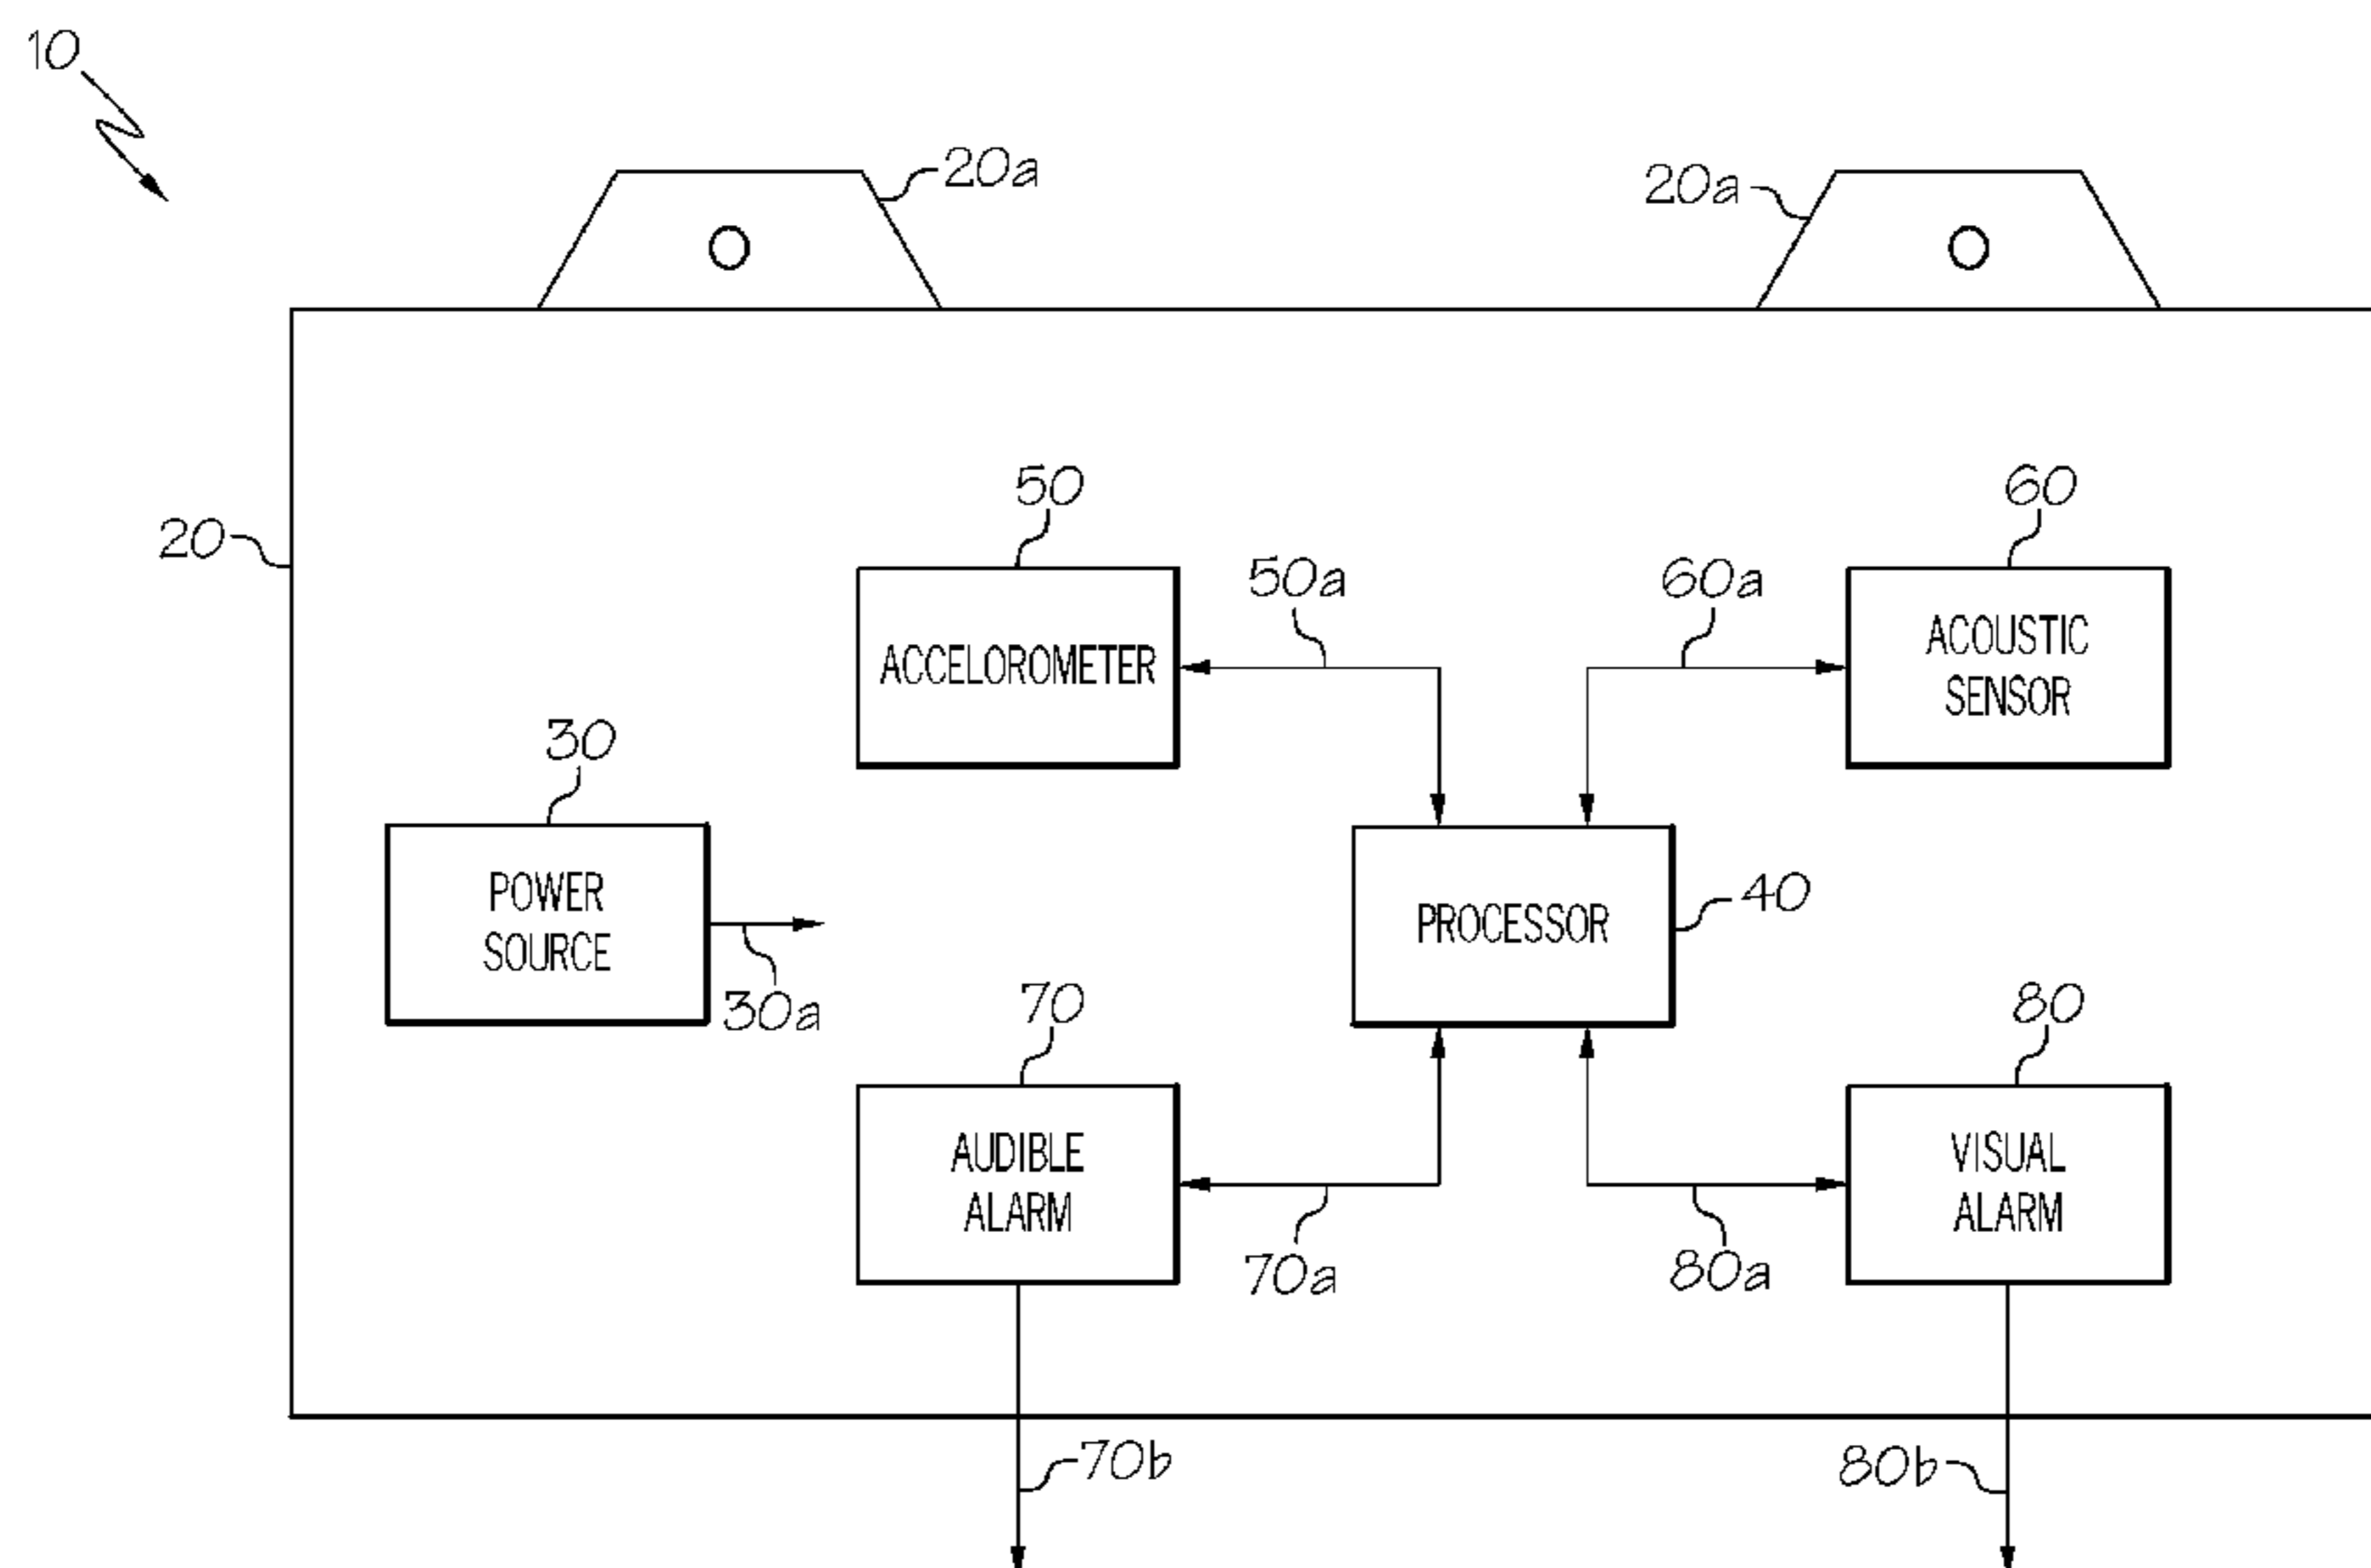 10
20a
20a
20
50
60
50a
60a
ACCELOROMETER
ACOUSTIC
SENSOR
30
POWER
SOURCE
30a
PROCESSOR
40
70
80
AUDIBLE
ALARM
VISUAL
ALARM
70a
80a
70b
80b